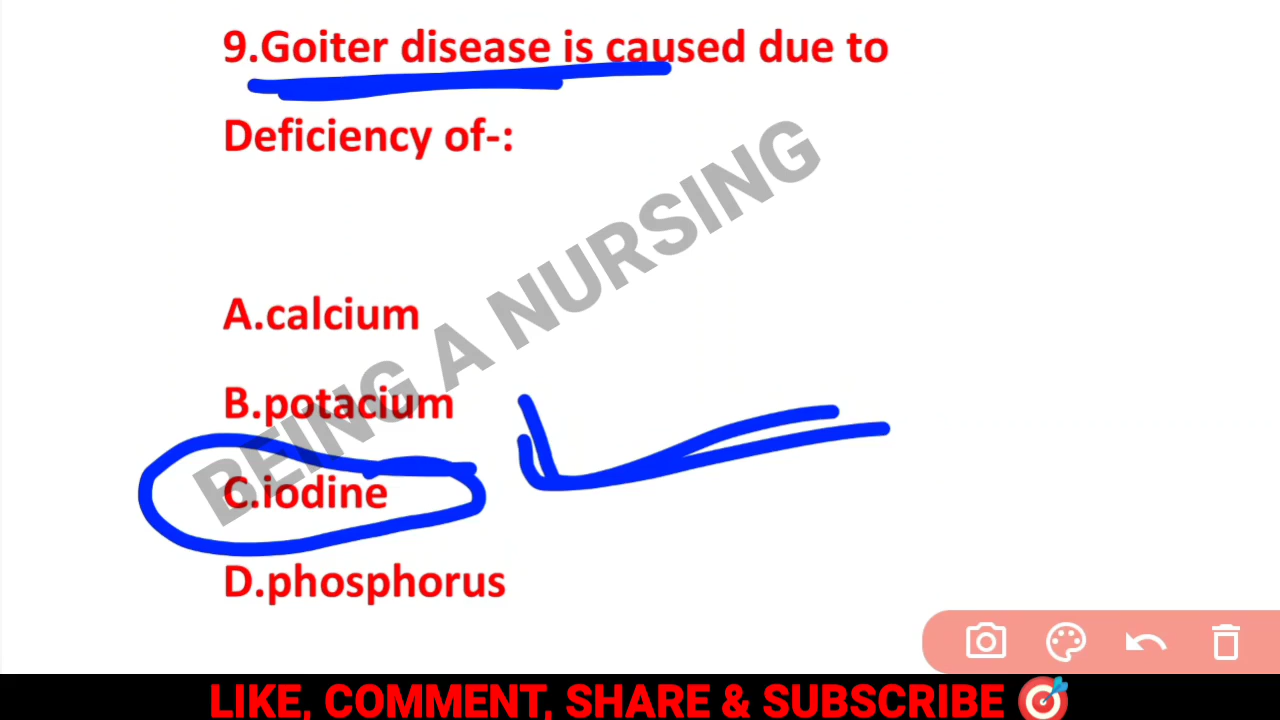 9.Goiter disease is caused due to
Deficiency of-:
BEING A NURSING
A.calcium
B.potacium
C.iodine
D.phosphorus
LIKE, COMMENT, SHARE & SUBSCRIBE 🎯